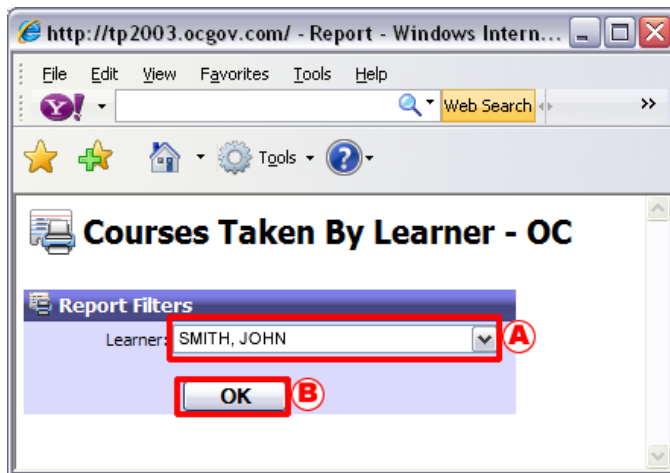 http://tp2003.ocgov.com/ - Report - Windows Intern...
File Edit View Favorites Tools Help
Y! Web Search »
Tools ?
Courses Taken By Learner - OC
Report Filters
Learner: SMITH, JOHN A
OK B